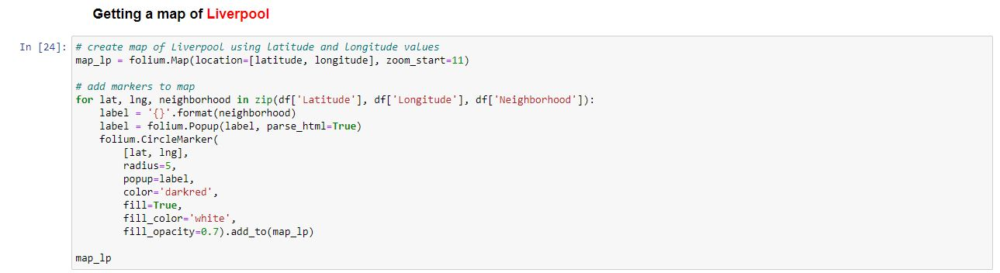 Getting a map of Liverpool
In [24]:
# create map of Liverpool using latitude and longitude values
map_lp = folium.Map(location=[latitude, longitude], zoom_start=11)
# add markers to map
for lat, lng, neighborhood in zip(df['Latitude'], df['Longitude'], df['Neighborhood']):
    label = '{}'.format(neighborhood)
    label = folium.Popup(label, parse_html=True)
    folium.CircleMarker(
        [lat, lng],
        radius=5,
        popup=label,
        color='darkred',
        fill=True,
        fill_color='white',
        fill_opacity=0.7).add_to(map_lp)
map_lp